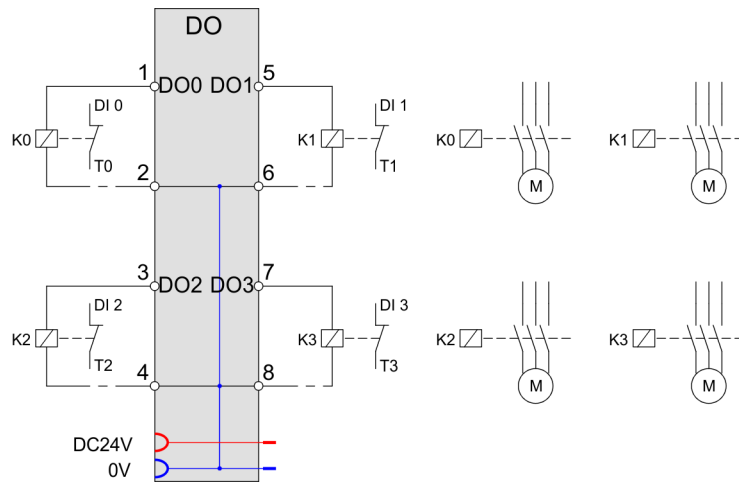 DO
1 DO0 DO1 5
DI 0 DI 1
K0 K1 K0 K1
T0 T1
2 6 M M
3 DO2 DO3 7
DI 2 DI 3
K2 K3 K2 K3
T2 T3
4 8 M M
DC24V
0V